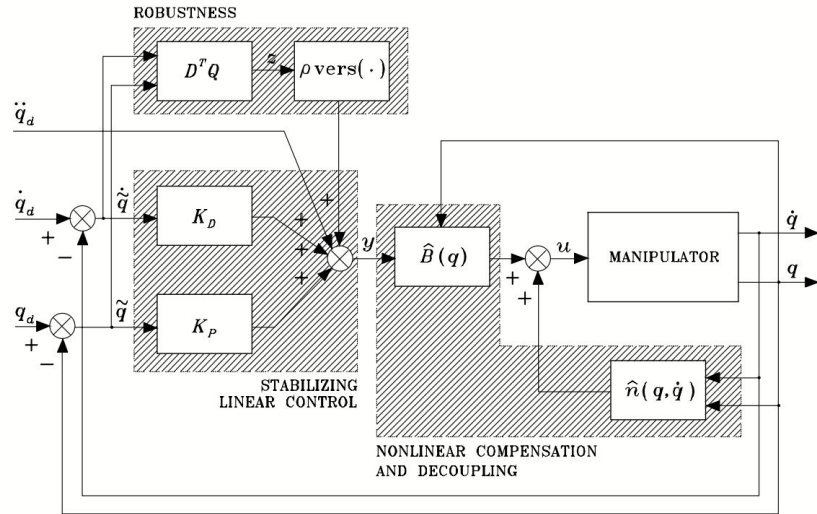 ROBUSTNESS
D^T Q
z
ρ vers(·)
q̈_d
q̇_d
+
−
q̃̇
K_D
+
+
+
+
y
B̂(q)
+
+
u
MANIPULATOR
q̇
q
q_d
+
−
q̃
K_P
n̂(q, q̇)
STABILIZING
LINEAR CONTROL
NONLINEAR COMPENSATION
AND DECOUPLING